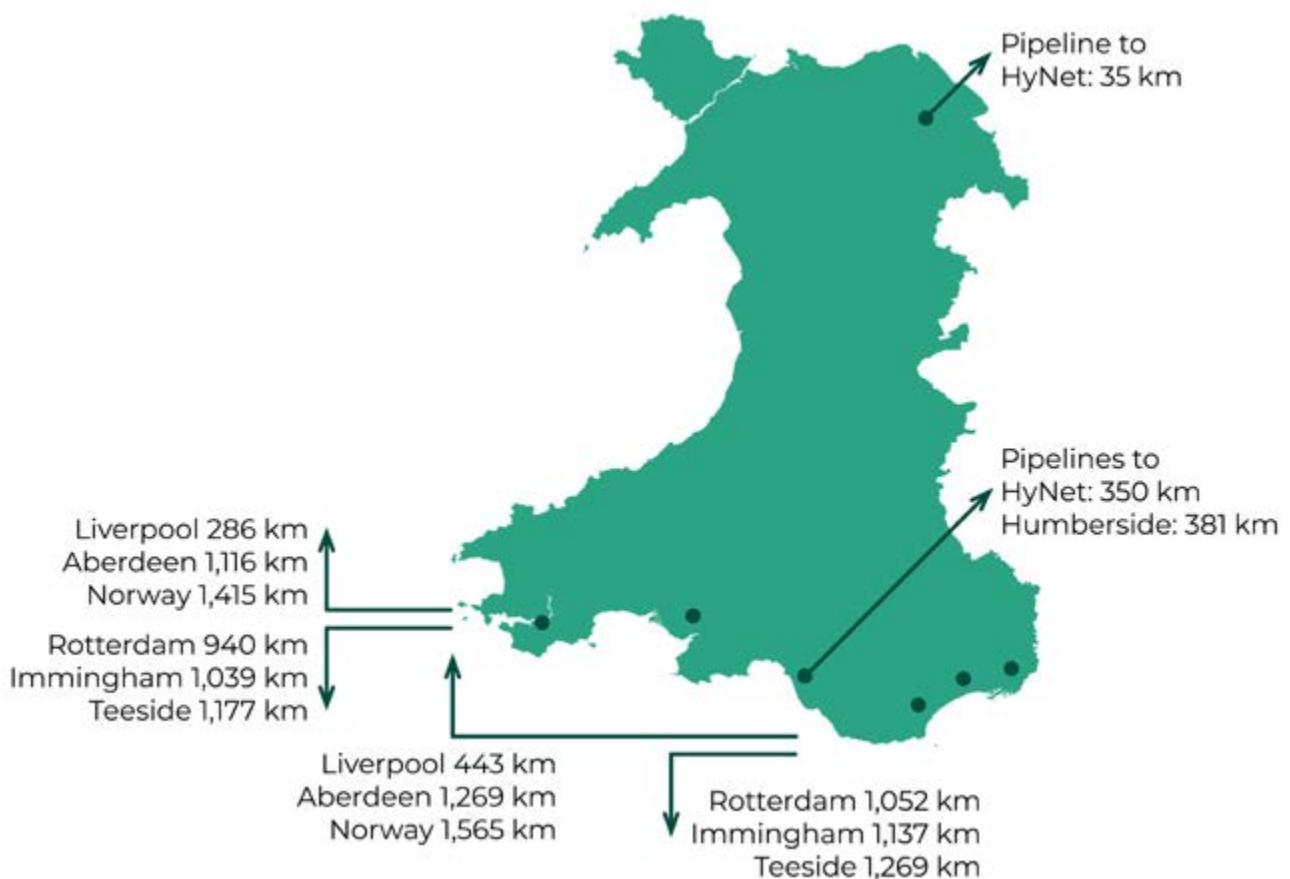 Pipeline to
HyNet: 35 km
Pipelines to
HyNet: 350 km
Humberside: 381 km
Liverpool 286 km
Aberdeen 1,116 km
Norway 1,415 km
Rotterdam 940 km
Immingham 1,039 km
Teeside 1,177 km
Liverpool 443 km
Aberdeen 1,269 km
Norway 1,565 km
Rotterdam 1,052 km
Immingham 1,137 km
Teeside 1,269 km